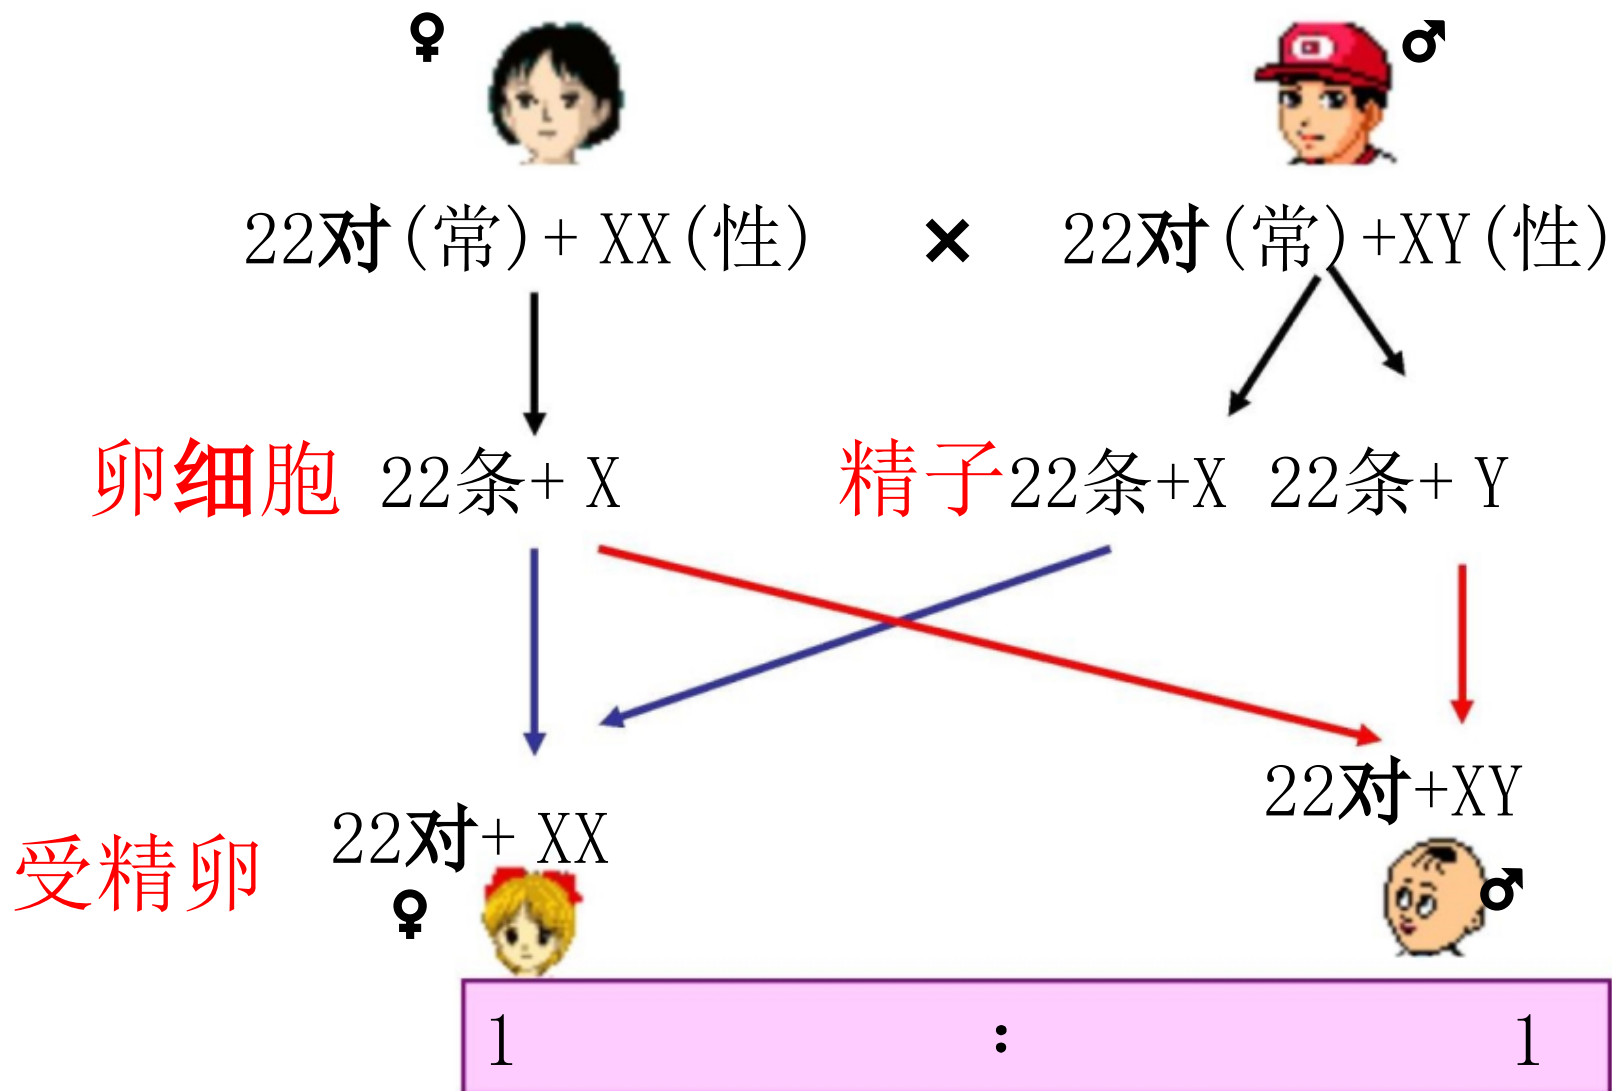 ♀ ♂
22对(常)+ XX(性) × 22对(常)+XY(性)
卵细胞 22条+ X 精子22条+X 22条+ Y
22对+XY
受精卵 22对+ XX
♀ ♂
1 : 1